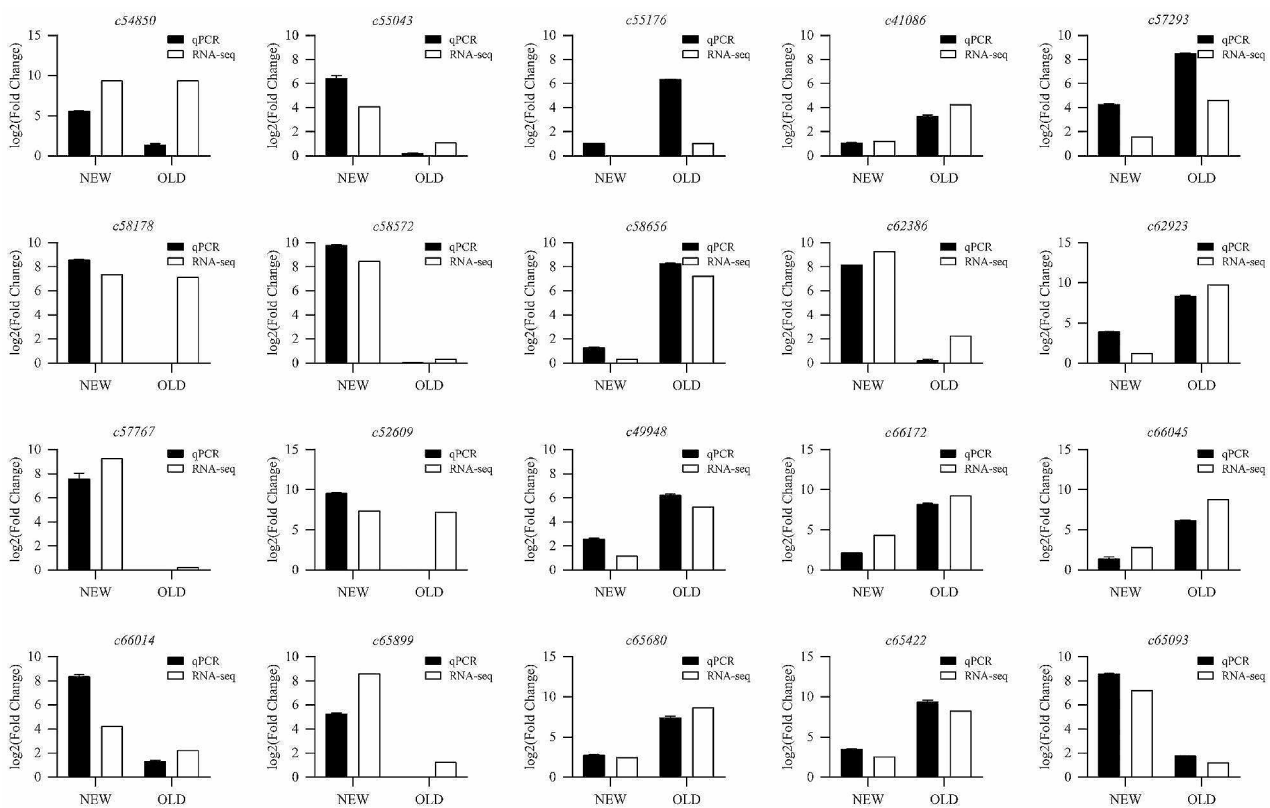 c54850 c55043 c55176 c41086 c57293
15 10 5 0 log2(Fold Change) qPCR RNA-seq NEW OLD
10 8 6 4 2 0 log2(Fold Change) qPCR RNA-seq NEW OLD
10 8 6 4 2 0 log2(Fold Change) qPCR RNA-seq NEW OLD
10 8 6 4 2 0 log2(Fold Change) qPCR RNA-seq NEW OLD
10 8 6 4 2 0 log2(Fold Change) qPCR RNA-seq NEW OLD
c58178 c58572 c58656 c62386 c62923
10 8 6 4 2 0 log2(Fold Change) qPCR RNA-seq NEW OLD
10 8 6 4 2 0 log2(Fold Change) qPCR RNA-seq NEW OLD
10 8 6 4 2 0 log2(Fold Change) qPCR RNA-seq NEW OLD
10 8 6 4 2 0 log2(Fold Change) qPCR RNA-seq NEW OLD
15 10 5 0 log2(Fold Change) qPCR RNA-seq NEW OLD
c57767 c52609 c49948 c66172 c66045
10 8 6 4 2 0 log2(Fold Change) qPCR RNA-seq NEW OLD
15 10 5 0 log2(Fold Change) qPCR RNA-seq NEW OLD
10 8 6 4 2 0 log2(Fold Change) qPCR RNA-seq NEW OLD
15 10 5 0 log2(Fold Change) qPCR RNA-seq NEW OLD
15 10 5 0 log2(Fold Change) qPCR RNA-seq NEW OLD
c66014 c65899 c65680 c65422 c65093
10 8 6 4 2 0 log2(Fold Change) qPCR RNA-seq NEW OLD
10 8 6 4 2 0 log2(Fold Change) qPCR RNA-seq NEW OLD
15 10 5 0 log2(Fold Change) qPCR RNA-seq NEW OLD
15 10 5 0 log2(Fold Change) qPCR RNA-seq NEW OLD
10 8 6 4 2 0 log2(Fold Change) qPCR RNA-seq NEW OLD